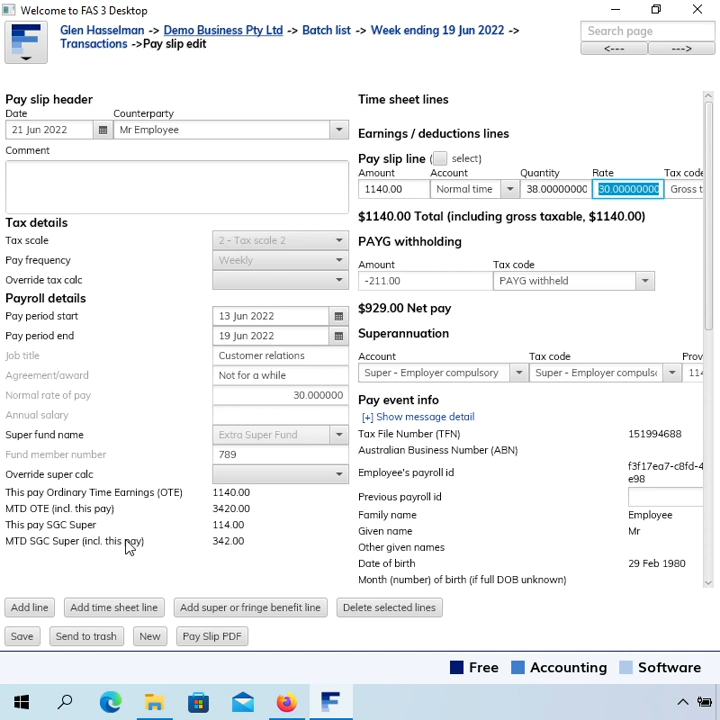 Welcome to FAS 3 Desktop
Glen Hasselman -> Demo Business Pty Ltd -> Batch list -> Week ending 19 Jun 2022 ->
Transactions ->Pay slip edit
Search page
<---
--->
Pay slip header
Date
Counterparty
21 Jun 2022
Mr Employee
Comment
Tax details
Tax scale
2 - Tax scale 2
Pay frequency
Weekly
Override tax calc
Payroll details
Pay period start
13 Jun 2022
Pay period end
19 Jun 2022
Job title
Customer relations
Agreement/award
Not for a while
Normal rate of pay
30.000000
Annual salary
Super fund name
Extra Super Fund
Fund member number
789
Override super calc
This pay Ordinary Time Earnings (OTE)
1140.00
MTD OTE (incl. this pay)
3420.00
This pay SGC Super
114.00
MTD SGC Super (incl. this pay)
342.00
Time sheet lines
Earnings / deductions lines
Pay slip line ( select)
Amount
Account
Quantity
Rate
Tax code
1140.00
Normal time
38.00000000
30.00000000
Gross t
$1140.00 Total (including gross taxable, $1140.00)
PAYG withholding
Amount
Tax code
-211.00
PAYG withheld
$929.00 Net pay
Superannuation
Account
Tax code
Prov
Super - Employer compulsory
Super - Employer compuls
114
Pay event info
[+] Show message detail
Tax File Number (TFN)
151994688
Australian Business Number (ABN)
Employee's payroll id
f3f17ea7-c8fd-4
e98
Previous payroll id
Family name
Employee
Given name
Mr
Other given names
Date of birth
29 Feb 1980
Month (number) of birth (if full DOB unknown)
Add line
Add time sheet line
Add super or fringe benefit line
Delete selected lines
Save
Send to trash
New
Pay Slip PDF
Free
Accounting
Software